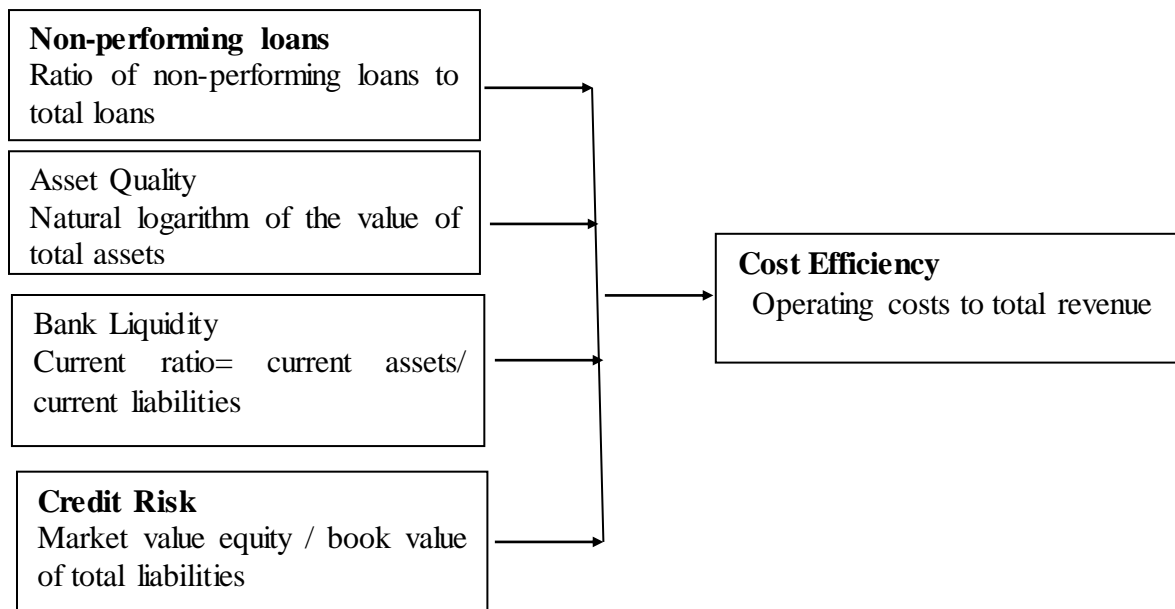 Non-performing loans
Ratio of non-performing loans to
total loans
Asset Quality
Natural logarithm of the value of
total assets
Bank Liquidity
Current ratio= current assets/
current liabilities
Credit Risk
Market value equity / book value
of total liabilities
Cost Efficiency
Operating costs to total revenue